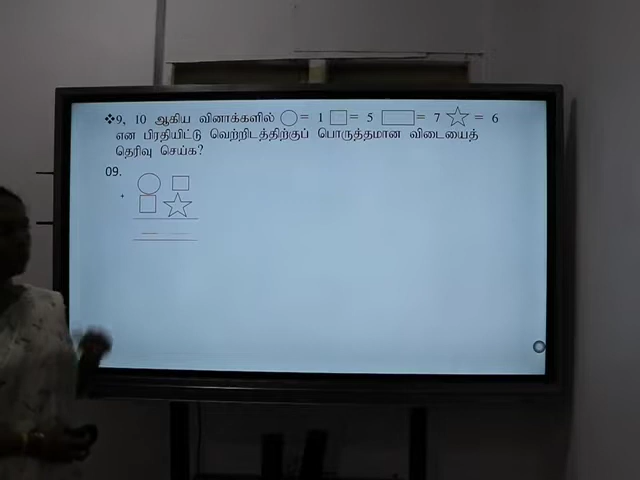 ❖9, 10 ஆகிய வினாக்களில் ◯= 1 □= 5 ▭= 7 ☆= 6
என பிரதியிட்டு வெற்றிடத்திற்குப் பொருத்தமான விடையைத்
தெரிவு செய்க?
09.
◯ □
+ □ ☆